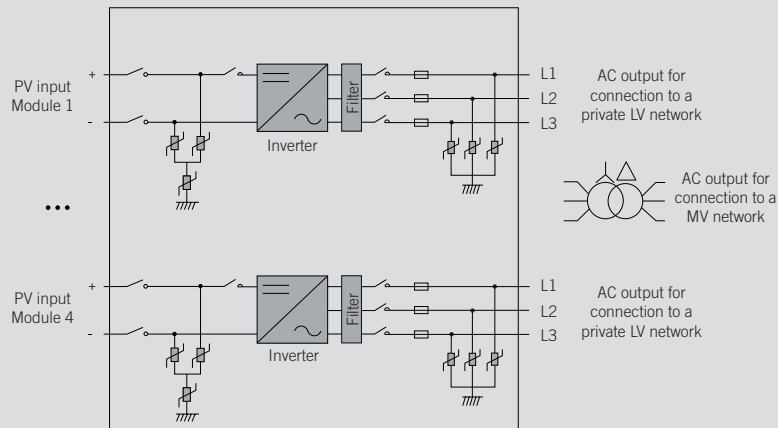 PV input
Module 1
+
-
Inverter
Filter
L1
L2
L3
AC output for
connection to a
private LV network
...
AC output for
connection to a
MV network
PV input
Module 4
+
-
Inverter
Filter
L1
L2
L3
AC output for
connection to a
private LV network